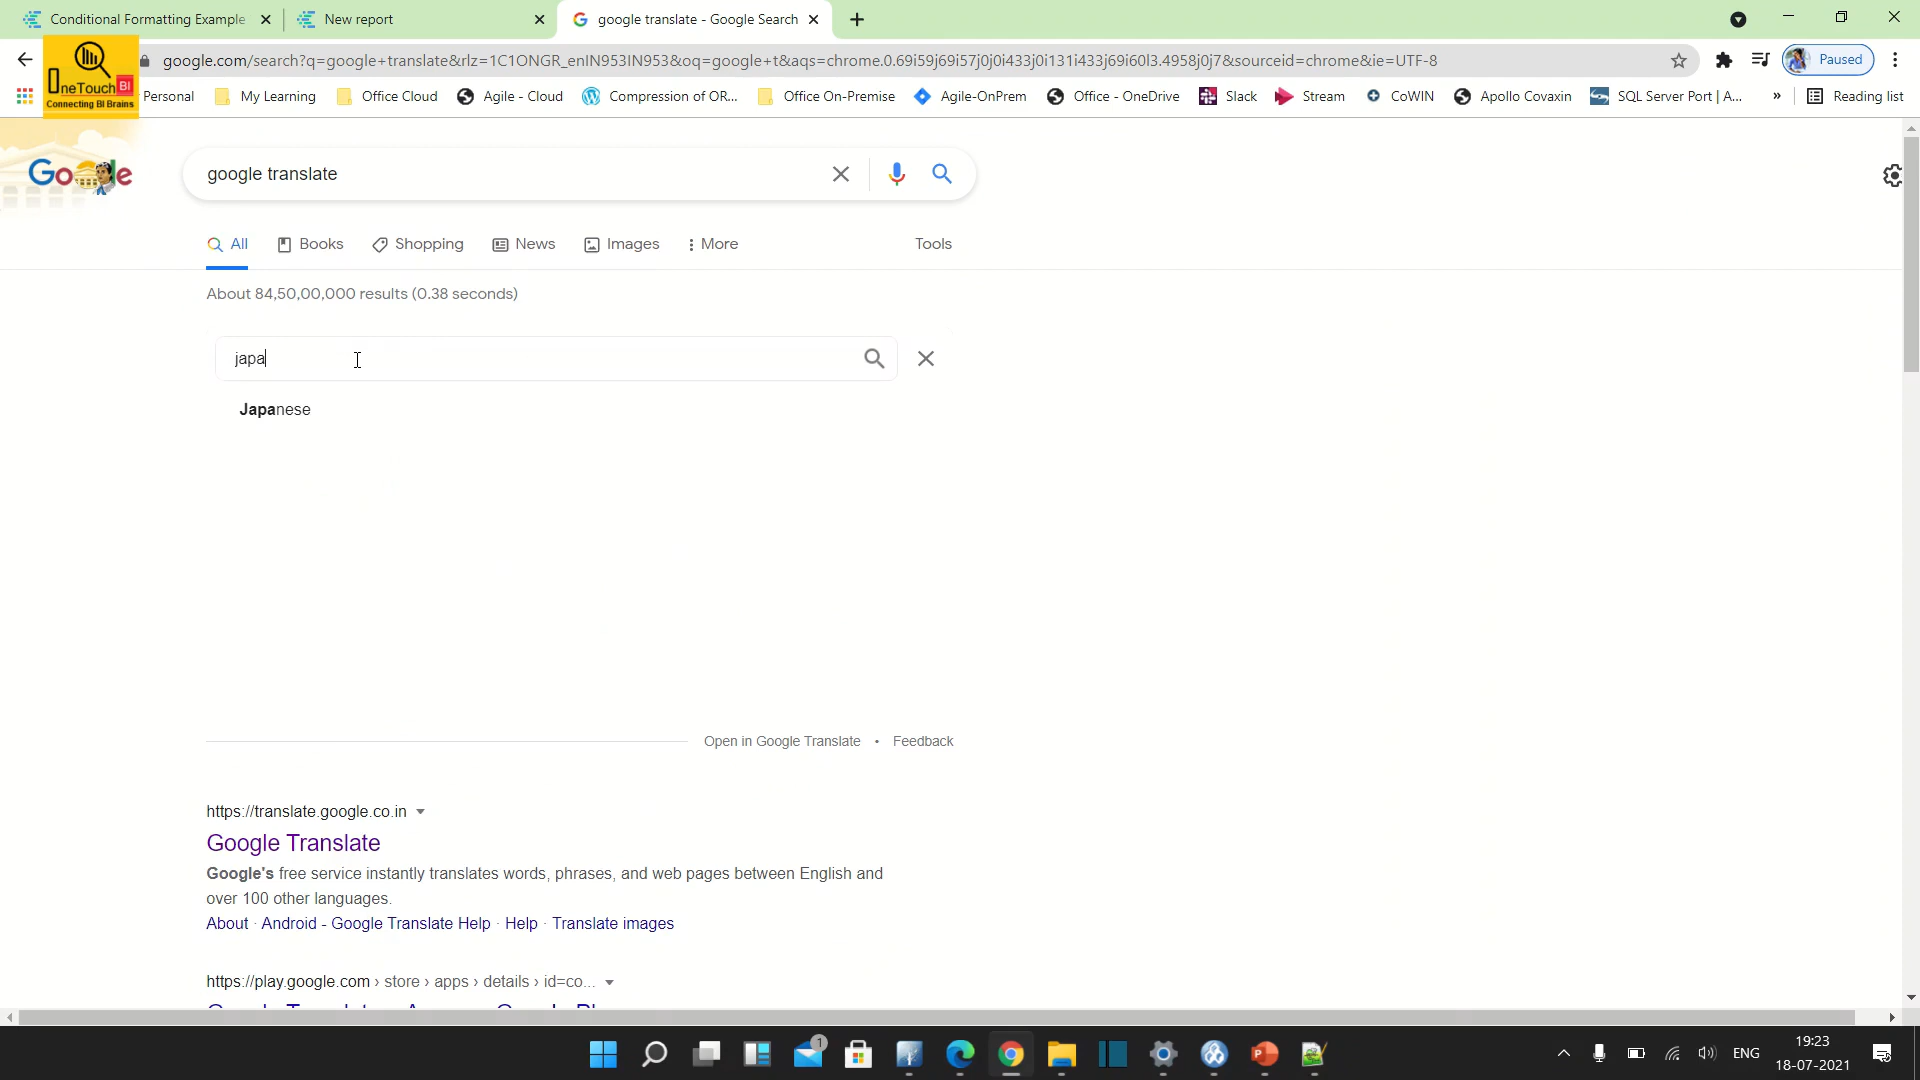 Conditional Formatting Example
New report
google translate - Google Search
google.com/search?q=google+translate&rlz=1C1ONGR_enIN953IN953&oq=google+t&aqs=chrome.0.69i59j69i57j0j0i433j0i131i433j69i60l3.4958j0j7&sourceid=chrome&ie=UTF-8
Paused
OneTouch BI
Connecting BI Brains
Personal
My Learning
Office Cloud
Agile - Cloud
Compression of OR...
Office On-Premise
Agile-OnPrem
Office - OneDrive
Slack
Stream
CoWIN
Apollo Covaxin
SQL Server Port | A...
»
Reading list
google translate
All
Books
Shopping
News
Images
More
Tools
About 84,50,00,000 results (0.38 seconds)
japa
Japanese
Open in Google Translate • Feedback
https://translate.google.co.in
Google Translate
Google's free service instantly translates words, phrases, and web pages between English and
over 100 other languages.
About · Android - Google Translate Help · Help · Translate images
https://play.google.com › store › apps › details › id=co...
1
ENG
19:23
18-07-2021